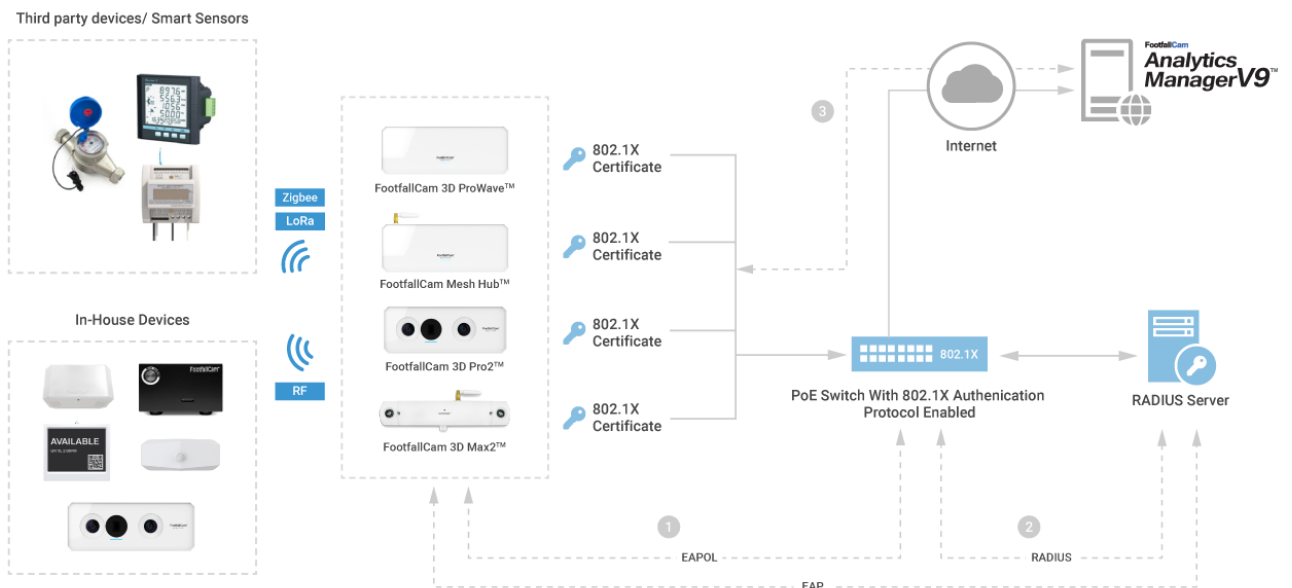 Third party devices/ Smart Sensors
FootfallCam
Analytics
ManagerV9™
Internet
3
Zigbee
LoRa
802.1X
Certificate
FootfallCam 3D ProWave™
802.1X
Certificate
FootfallCam Mesh Hub™
In-House Devices
RF
802.1X
Certificate
FootfallCam 3D Pro2™
802.1X
PoE Switch With 802.1X Authenication
Protocol Enabled
RADIUS Server
802.1X
Certificate
FootfallCam 3D Max2™
FootfallCam
AVAILABLE
1
2
EAPOL
RADIUS
EAP